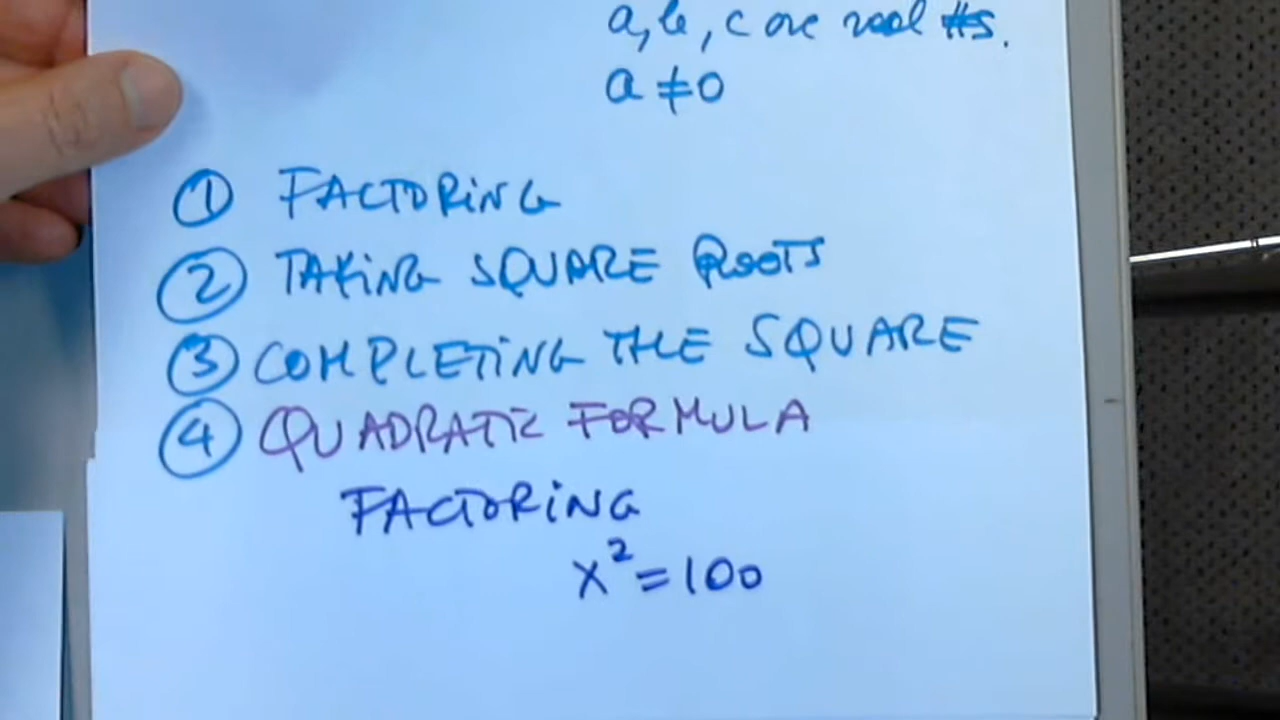 a, b, c are real #s.
a ≠ 0
① FACTORING
② TAKING SQUARE ROOTS
③ COMPLETING THE SQUARE
④ QUADRATIC FORMULA
FACTORING
x² = 100